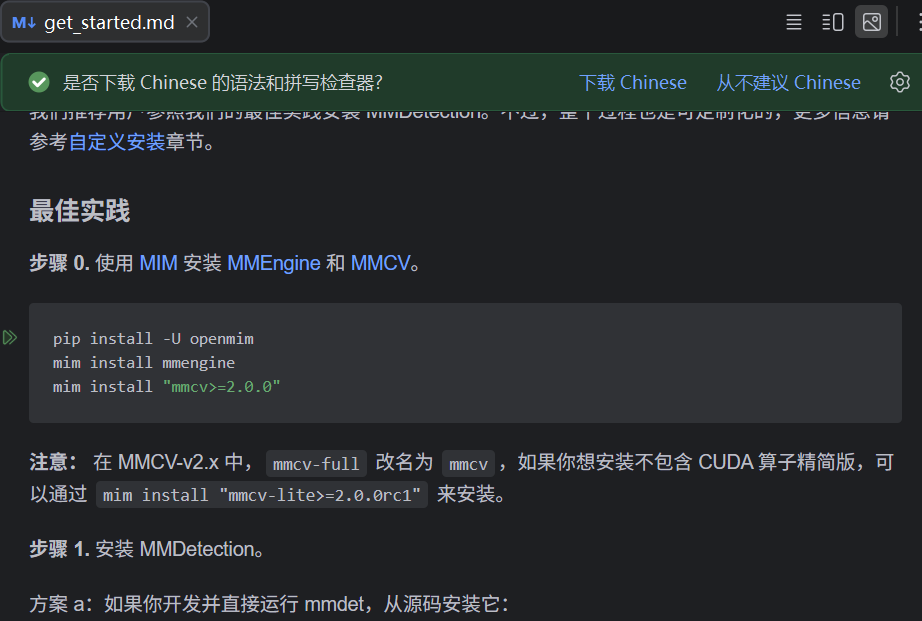 M↓ get_started.md ×
是否下载 Chinese 的语法和拼写检查器? 下载 Chinese 从不建议 Chinese
我们推荐用户参照我们的最佳实践安装 MMDetection。不过，整个过程也是可定制化的，更多信息请
参考自定义安装章节。
最佳实践
步骤 0. 使用 MIM 安装 MMEngine 和 MMCV。
pip install -U openmim
mim install mmengine
mim install "mmcv>=2.0.0"
注意： 在 MMCV-v2.x 中， mmcv-full 改名为 mmcv ，如果你想安装不包含 CUDA 算子精简版，可
以通过 mim install "mmcv-lite>=2.0.0rc1" 来安装。
步骤 1. 安装 MMDetection。
方案 a：如果你开发并直接运行 mmdet，从源码安装它：